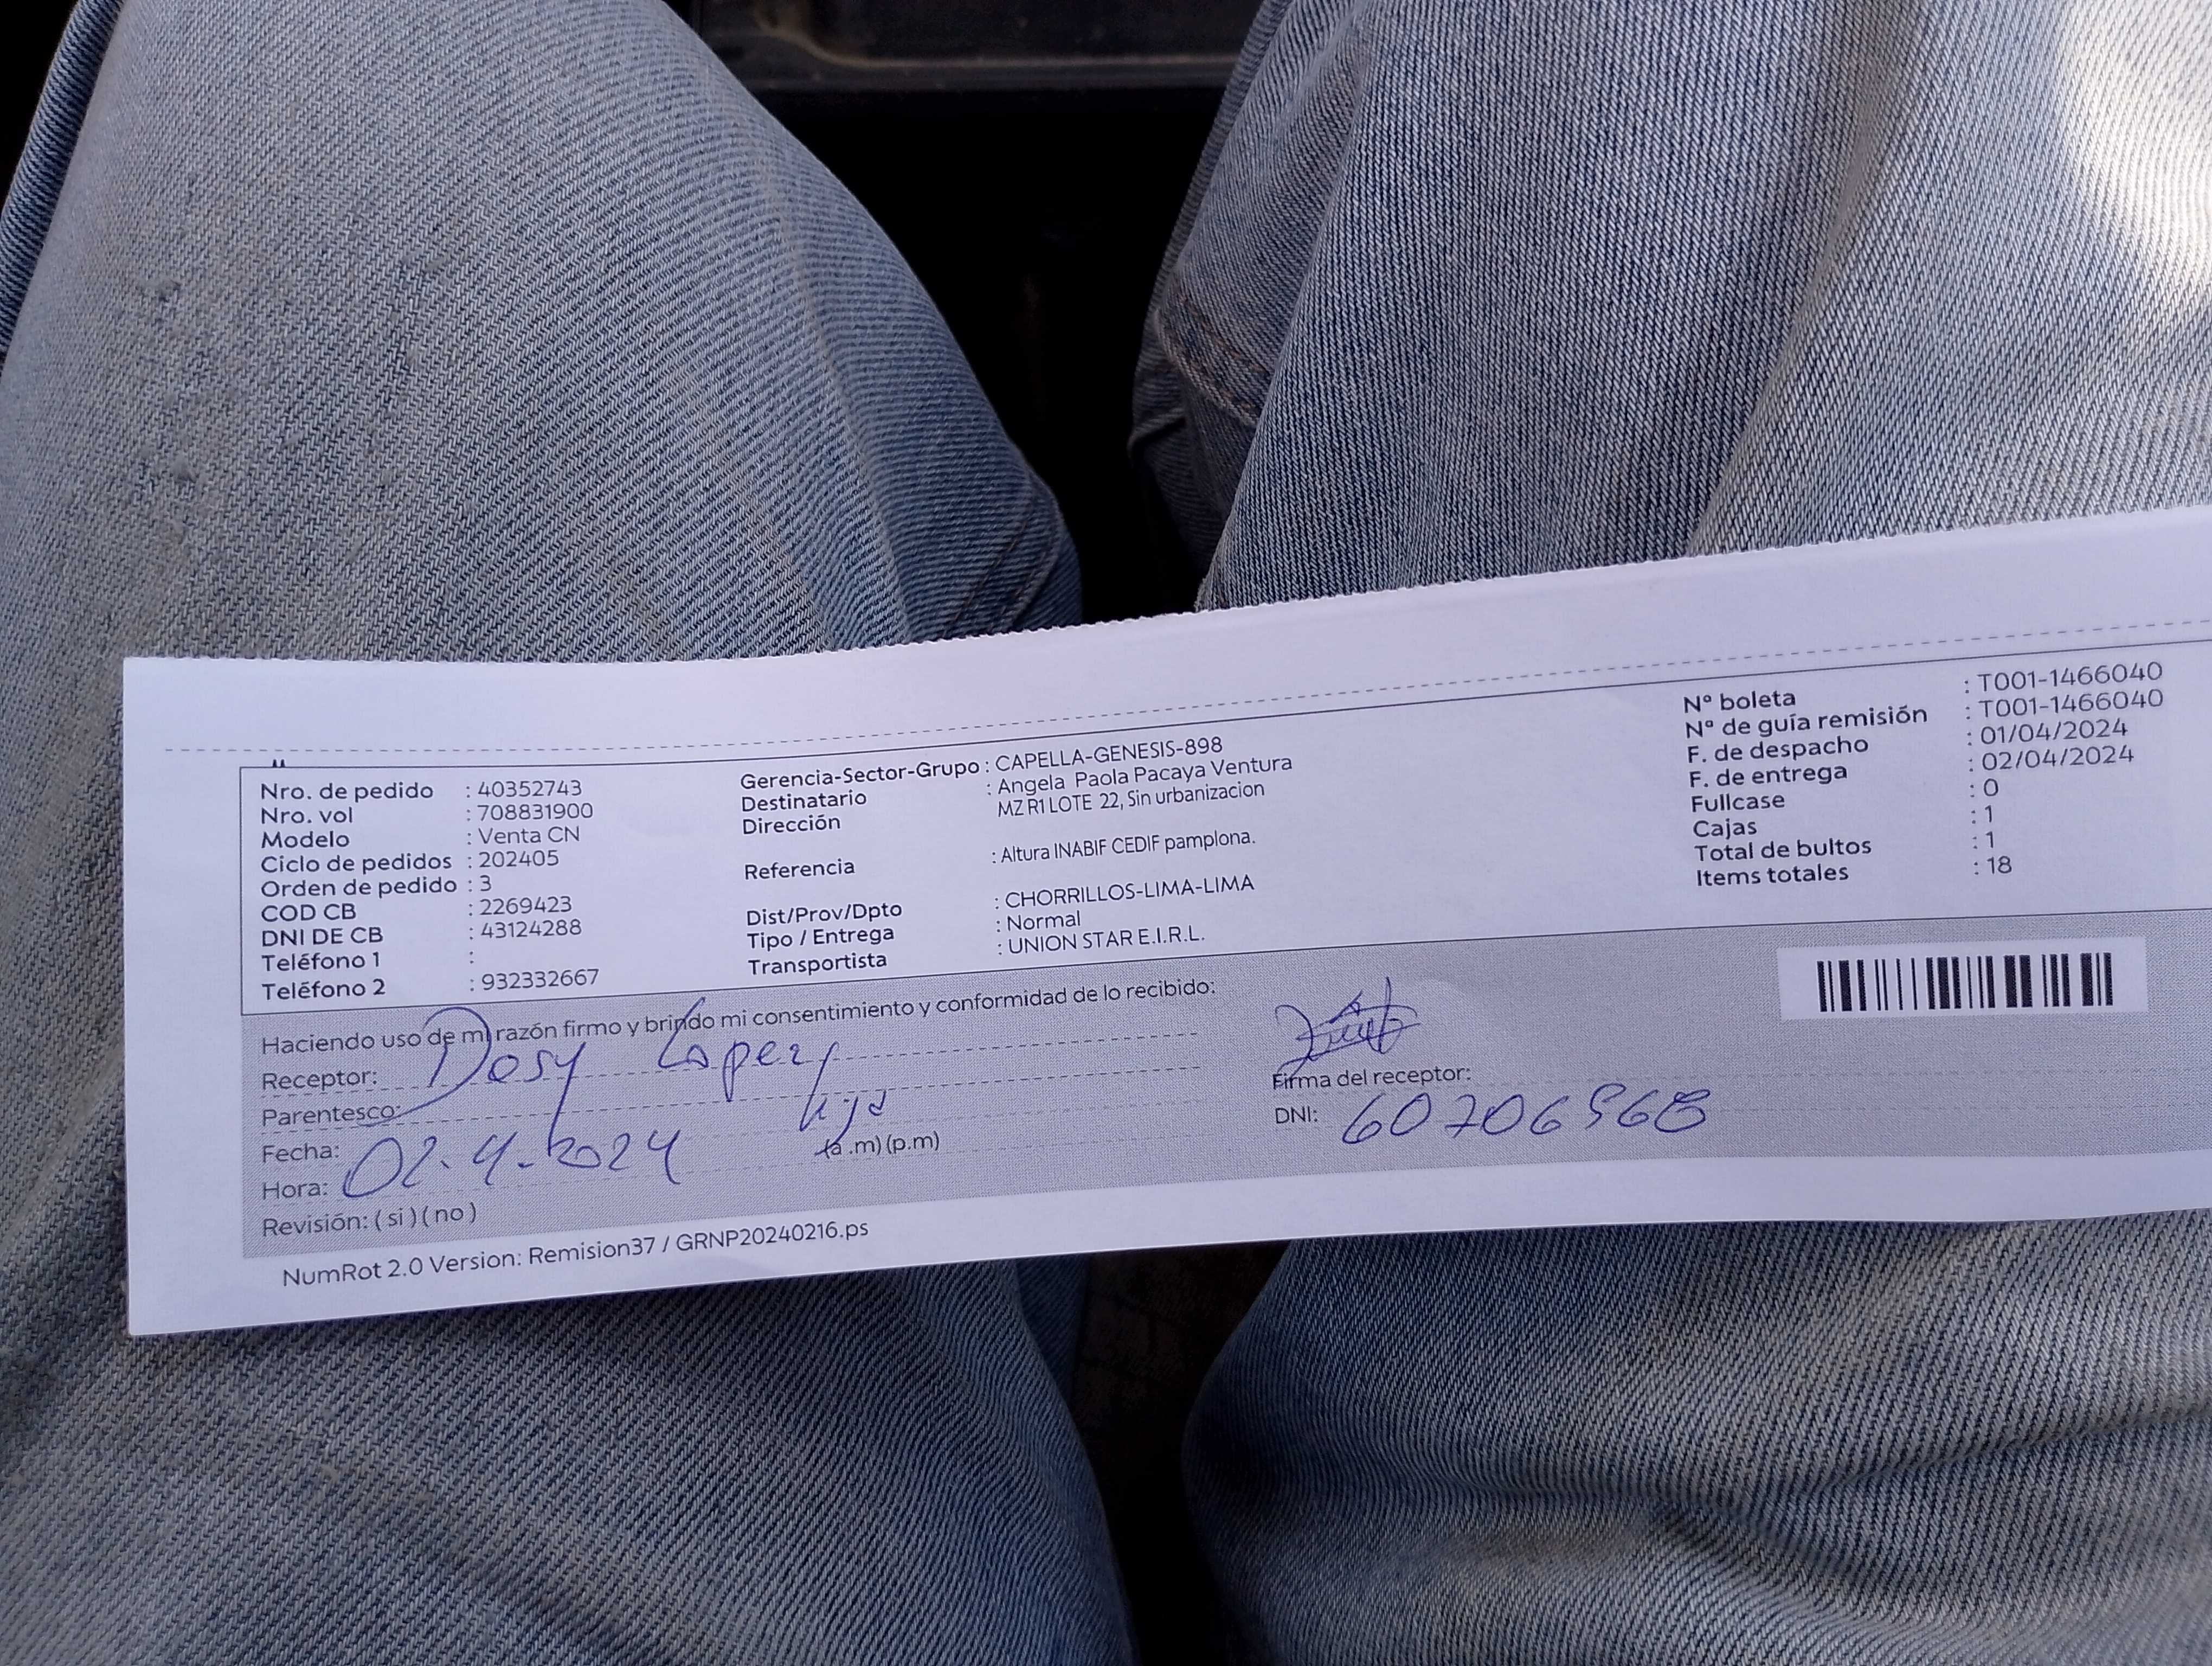 Nro. de pedido : 40352743
Nro. vol : 708831900
Modelo : Venta CN
Ciclo de pedidos : 202405
Orden de pedido : 3
COD CB : 2269423
DNI DE CB : 43124288
Teléfono 1 :
Teléfono 2 : 932332667
Gerencia-Sector-Grupo : CAPELLA-GENESIS-898
Destinatario : Angela Paola Pacaya Ventura
Dirección MZ R1 LOTE 22, Sin urbanizacion
Referencia : Altura INABIF CEDIF pamplona.
Dist/Prov/Dpto : CHORRILLOS-LIMA-LIMA
Tipo / Entrega : Normal
Transportista : UNION STAR E.I.R.L.
Nº boleta : T001-1466040
Nº de guía remisión : T001-1466040
F. de despacho : 01/04/2024
F. de entrega : 02/04/2024
Fullcase : 0
Cajas : 1
Total de bultos : 1
Items totales : 18
Haciendo uso de mi razón firmo y brindo mi consentimiento y conformidad de lo recibido:
Receptor: Dosy Lopez
Parentesco: hija
Fecha: 02.4.2024
Hora: (a.m) (p.m)
Revisión: ( si ) ( no )
Firma del receptor:
DNI: 60706568
NumRot 2.0 Version: Remision37 / GRNP20240216.ps